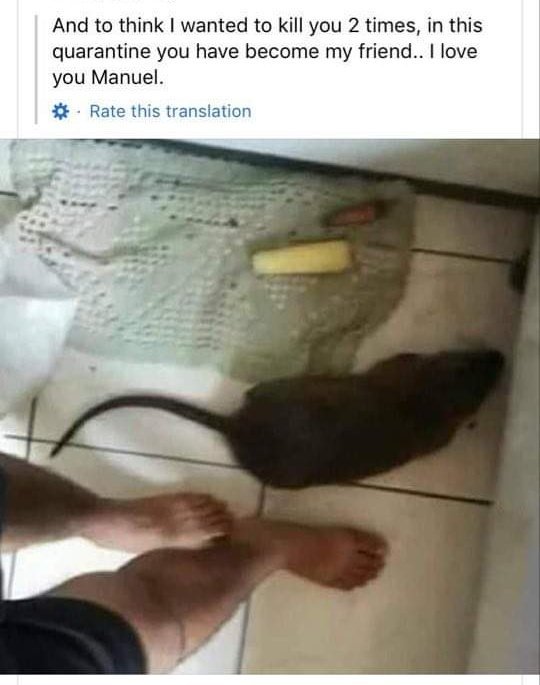 And to think I wanted to kill you 2 times, in this
quarantine you have become my friend.. I love
you Manuel.
· Rate this translation